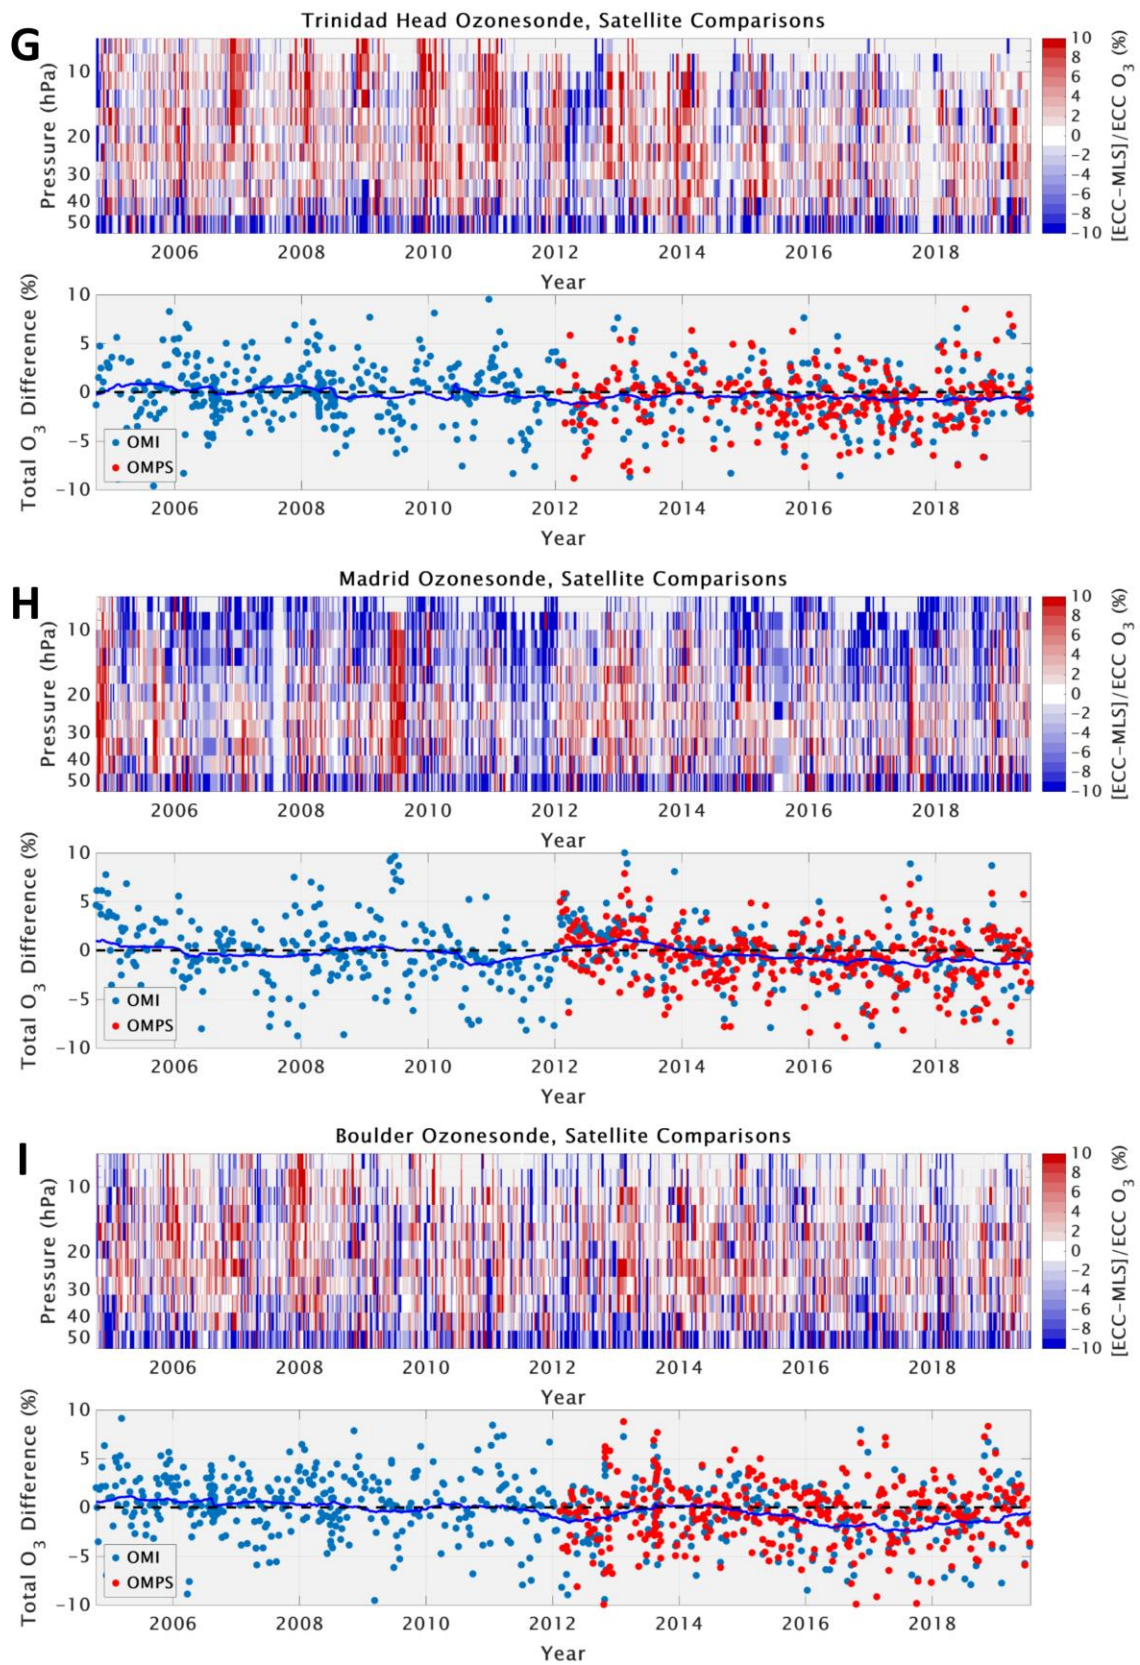 G
Trinidad Head Ozonesonde, Satellite Comparisons
Pressure (hPa)
10
20
30
40
50
2006 2008 2010 2012 2014 2016 2018
Year
10
8
6
4
2
0
−2
−4
−6
−8
−10
[ECC−MLS]/ECC O3 (%)
Total O3 Difference (%)
10
5
0
−5
−10
OMI
OMPS
2006 2008 2010 2012 2014 2016 2018
Year
H
Madrid Ozonesonde, Satellite Comparisons
Pressure (hPa)
10
20
30
40
50
2006 2008 2010 2012 2014 2016 2018
Year
10
8
6
4
2
0
−2
−4
−6
−8
−10
[ECC−MLS]/ECC O3 (%)
Total O3 Difference (%)
10
5
0
−5
−10
OMI
OMPS
2006 2008 2010 2012 2014 2016 2018
Year
I
Boulder Ozonesonde, Satellite Comparisons
Pressure (hPa)
10
20
30
40
50
2006 2008 2010 2012 2014 2016 2018
Year
10
8
6
4
2
0
−2
−4
−6
−8
−10
[ECC−MLS]/ECC O3 (%)
Total O3 Difference (%)
10
5
0
−5
−10
OMI
OMPS
2006 2008 2010 2012 2014 2016 2018
Year